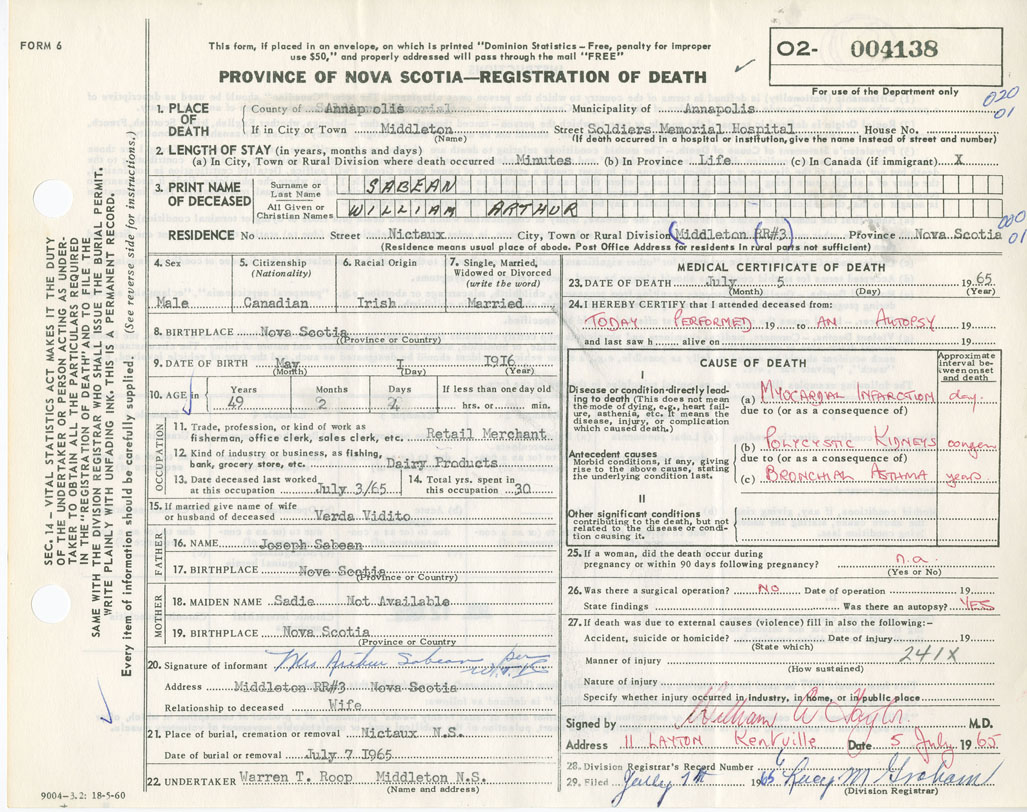 FORM 6
This form, if placed in an envelope, on which is printed "Dominion Statistics – Free, penalty for improper
use $50," and properly addressed will pass through the mail "FREE"
PROVINCE OF NOVA SCOTIA—REGISTRATION OF DEATH
O2- 004138
For use of the Department only
020
01
1. PLACE OF DEATH
County of Annapolis Municipality of Annapolis
If in City or Town Middleton Street Soldiers Memorial Hospital House No.
(Name) (If death occurred in a hospital or institution, give the name instead of street and number)
2. LENGTH OF STAY (in years, months and days)
(a) In City, Town or Rural Division where death occurred Minutes (b) In Province Life (c) In Canada (if immigrant) X
3. PRINT NAME OF DECEASED
Surname or Last Name SABEAN
All Given or Christian Names WILLIAM ARTHUR
000
01
RESIDENCE No Street Nictaux City, Town or Rural Division (Middleton RR#3) Province Nova Scotia
(Residence means usual place of abode. Post Office Address for residents in rural parts not sufficient)
4. Sex Male
5. Citizenship (Nationality) Canadian
6. Racial Origin Irish
7. Single, Married, Widowed or Divorced (write the word) Married
8. BIRTHPLACE Nova Scotia
(Province or Country)
9. DATE OF BIRTH May I I9I6
(Month) (Day) (Year)
10. AGE in Years 49 Months 2 Days 4 If less than one day old hrs. or min.
OCCUPATION
11. Trade, profession, or kind of work as
fisherman, office clerk, sales clerk, etc. Retail Merchant
12. Kind of industry or business, as fishing,
bank, grocery store, etc. Dairy Products
13. Date deceased last worked
at this occupation July 3/65
14. Total yrs. spent in
this occupation 30
15. If married give name of wife
or husband of deceased Verda Vidito
FATHER
16. NAME Joseph Sabean
17. BIRTHPLACE Nova Scotia
(Province or Country)
MOTHER
18. MAIDEN NAME Sadie Not Available
19. BIRTHPLACE Nova Scotia
(Province or Country)
20. Signature of informant Mrs Arthur Sabean per
Address Middleton RR#3 Nova Scotia
Relationship to deceased Wife
21. Place of burial, cremation or removal Nictaux N.S.
Date of burial or removal July 7 I965
22. UNDERTAKER Warren T. Roop Middleton N.S.
(Name and address)
MEDICAL CERTIFICATE OF DEATH
23. DATE OF DEATH July 5 1965
(Month) (Day) (Year)
24. I HEREBY CERTIFY that I attended deceased from:
TODAY PERFORMED 19 to AN AUTOPSY 19
and last saw h alive on 19
CAUSE OF DEATH
Approximate interval between onset and death
I
Disease or condition directly leading to death (This does not mean the mode of dying, e.g., heart failure, asthenia, etc. It means the disease, injury, or complication which caused death.)
(a) MYOCARDIAL INFARCTION day.
due to (or as a consequence of)
Antecedent causes
Morbid conditions, if any, giving rise to the above cause, stating the underlying condition last.
(b) POLYCYSTIC KIDNEYS congen
due to (or as a consequence of)
(c) BRONCHIAL ASTHMA years
II
Other significant conditions
contributing to the death, but not related to the disease or condition causing it.
25. If a woman, did the death occur during
pregnancy or within 90 days following pregnancy? n.a.
(Yes or No)
26. Was there a surgical operation? NO Date of operation 19
State findings Was there an autopsy? YES
27. If death was due to external causes (violence) fill in also the following:–
Accident, suicide or homicide? Date of injury 19
(State which)
241X
Manner of injury
(How sustained)
Nature of injury
Specify whether injury occurred in industry, in home, or in public place
Signed by William W Taylor M.D.
Address 11 LAYTON Kentville Date 5 July 1965
28. Division Registrar's Record Number 6
29. Filed July 7th 1965 Lucy M Graham
(Division Registrar)
SEC. 14 – VITAL STATISTICS ACT MAKES IT THE DUTY
OF THE UNDERTAKER OR PERSON ACTING AS UNDER-
TAKER TO OBTAIN ALL THE PARTICULARS REQUIRED
IN THE "REGISTRATION OF DEATH" AND TO FILE THE
SAME WITH THE DIVISION REGISTRAR WHO SHALL ISSUE THE BURIAL PERMIT.
WRITE PLAINLY WITH UNFADING INK. THIS IS A PERMANENT RECORD.
Every item of information should be carefully supplied. (See reverse side for instructions.)
9004-3.2: 18-5-60